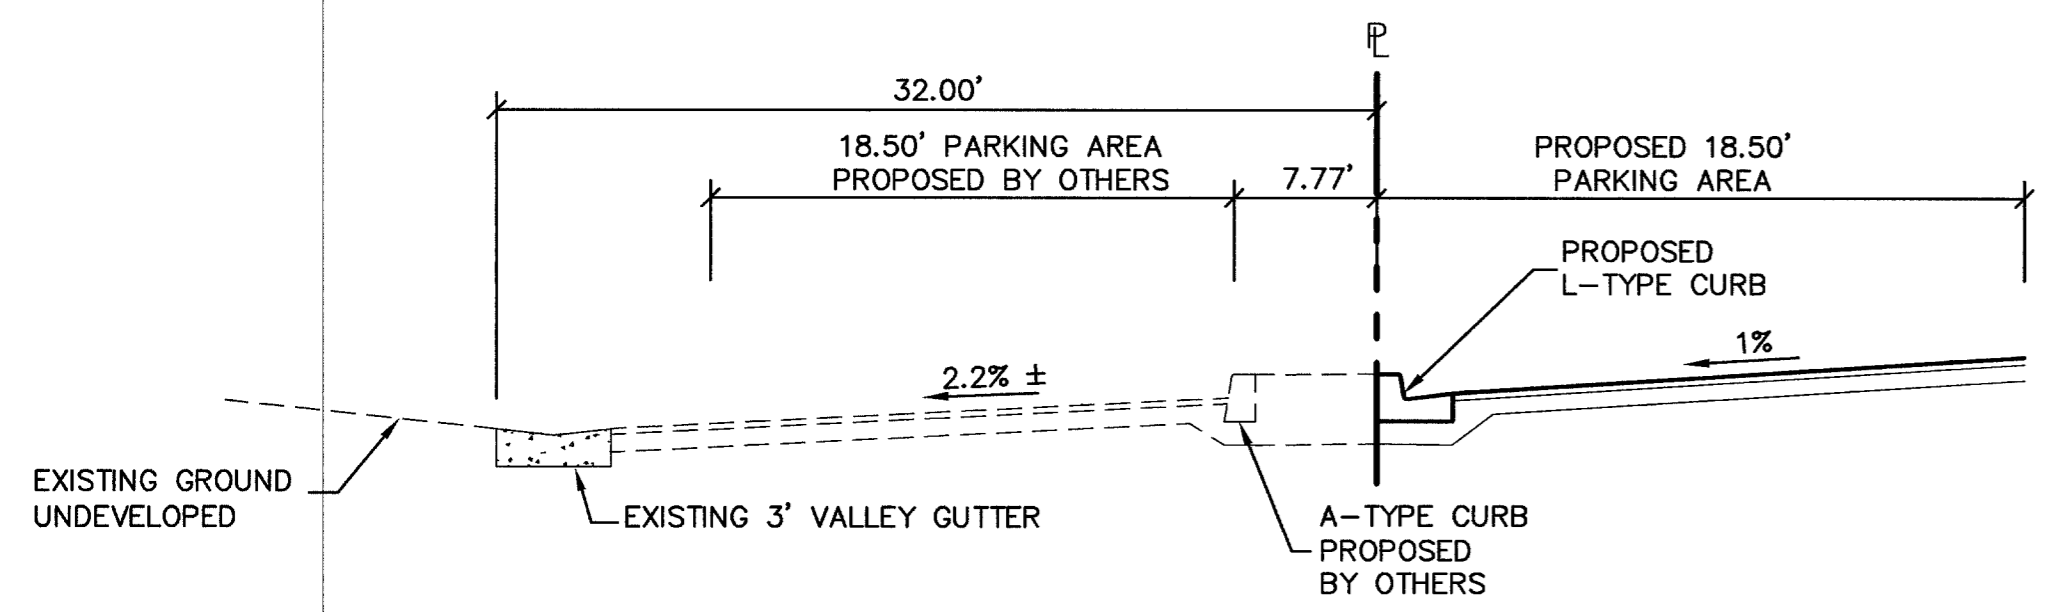 PL
32.00'
18.50' PARKING AREA
PROPOSED BY OTHERS
7.77'
PROPOSED 18.50'
PARKING AREA
PROPOSED
L-TYPE CURB
1%
2.2% ±
EXISTING GROUND
UNDEVELOPED
EXISTING 3' VALLEY GUTTER
A-TYPE CURB
PROPOSED
BY OTHERS